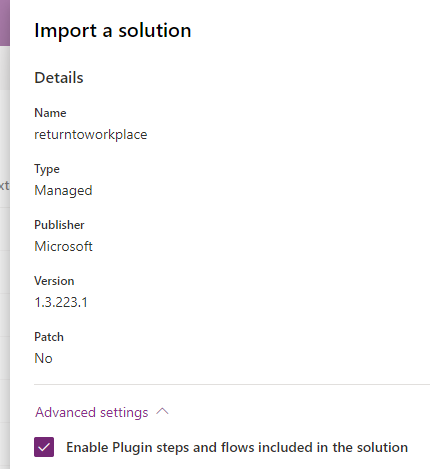 Import a solution
Details
Name
returntoworkplace
xt
Type
Managed
Publisher
Microsoft
Version
1.3.223.1
Patch
No
Advanced settings
Enable Plugin steps and flows included in the solution